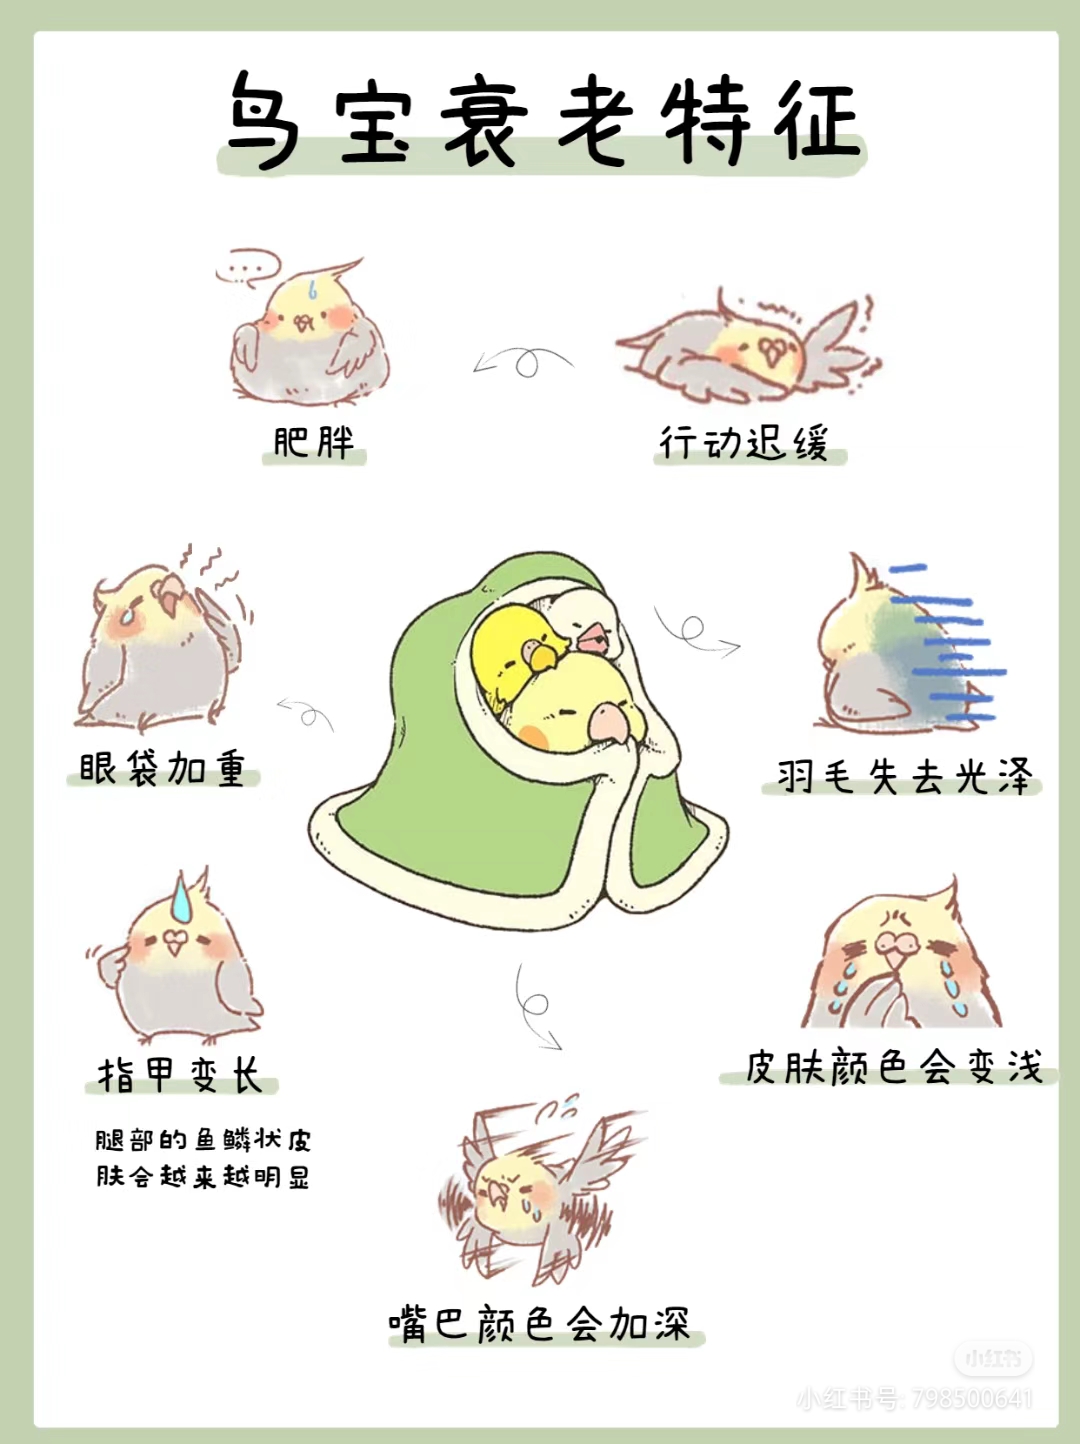 鸟宝衰老特征
...
肥胖
行动迟缓
眼袋加重
羽毛失去光泽
指甲变长
腿部的鱼鳞状皮
肤会越来越明显
皮肤颜色会变浅
嘴巴颜色会加深
小红书
小红书号: 798500641